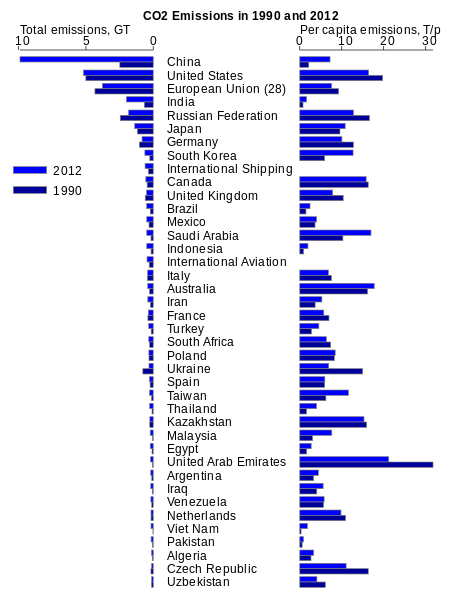 CO2 Emissions in 1990 and 2012
Total emissions, GT Per capita emissions, T/p
10 5 0 0 10 20 30
China
United States
European Union (28)
India
Russian Federation
Japan
Germany
South Korea
International Shipping
Canada
United Kingdom
Brazil
Mexico
Saudi Arabia
Indonesia
International Aviation
Italy
Australia
Iran
France
Turkey
South Africa
Poland
Ukraine
Spain
Taiwan
Thailand
Kazakhstan
Malaysia
Egypt
United Arab Emirates
Argentina
Iraq
Venezuela
Netherlands
Viet Nam
Pakistan
Algeria
Czech Republic
Uzbekistan
2012
1990